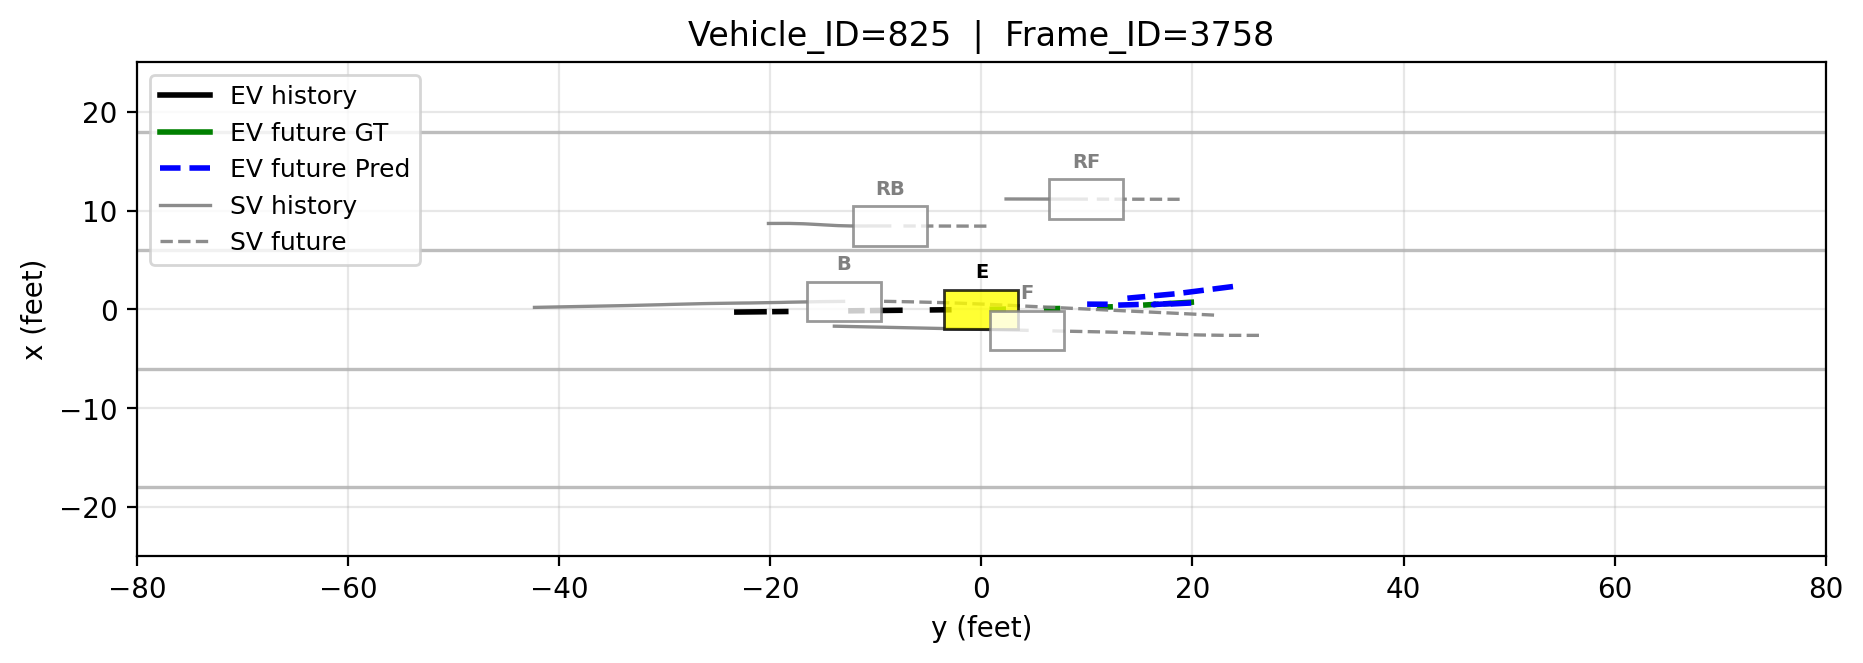 Vehicle_ID=825 | Frame_ID=3758
EV history
EV future GT
EV future Pred
SV history
SV future
RF
RB
B
E
F
20
10
0
−10
−20
x (feet)
−80
−60
−40
−20
0
20
40
60
80
y (feet)